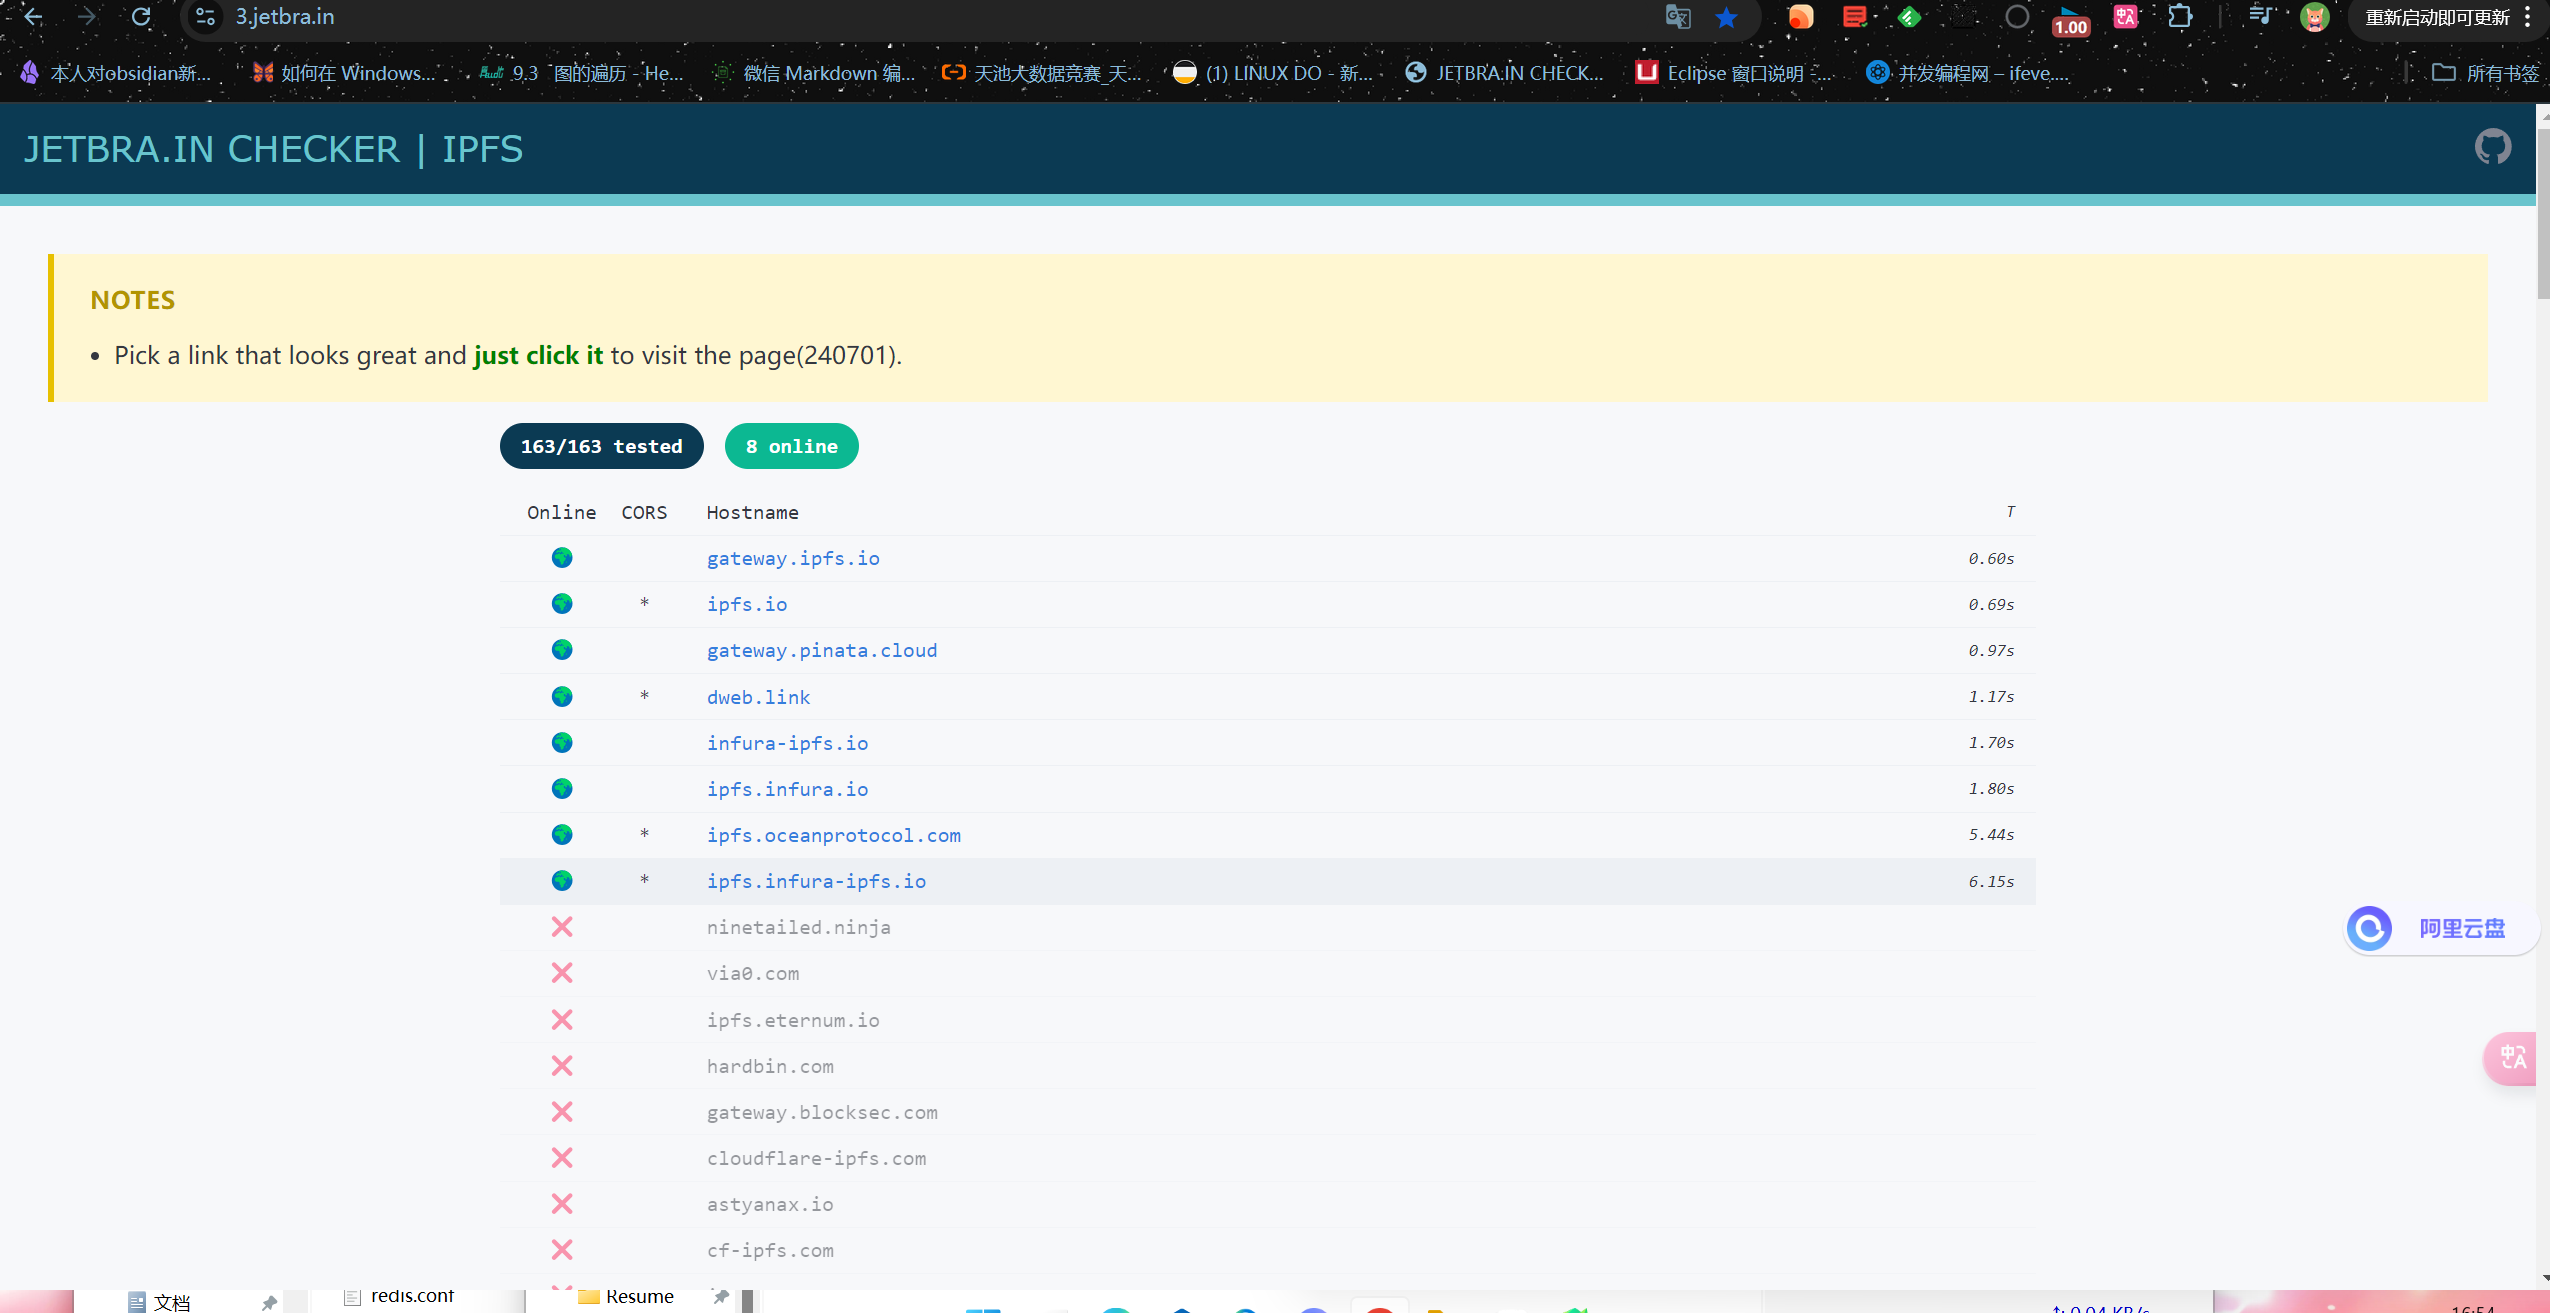 3.jetbra.in
1.00
重新启动即可更新
本人对obsidian新... 如何在 Windows... 9.3 图的遍历 - He... 微信 Markdown 编... 天池大数据竞赛_天... (1) LINUX DO - 新... JETBRA.IN CHECK... Eclipse 窗口说明 -... 并发编程网 – ifeve.... 所有书签
JETBRA.IN CHECKER | IPFS
NOTES
• Pick a link that looks great and just click it to visit the page(240701).
163/163 tested 8 online
Online CORS Hostname T
gateway.ipfs.io 0.60s
* ipfs.io 0.69s
gateway.pinata.cloud 0.97s
* dweb.link 1.17s
infura-ipfs.io 1.70s
ipfs.infura.io 1.80s
* ipfs.oceanprotocol.com 5.44s
* ipfs.infura-ipfs.io 6.15s
ninetailed.ninja
阿里云盘
via0.com
ipfs.eternum.io
hardbin.com
gateway.blocksec.com
cloudflare-ipfs.com
astyanax.io
cf-ipfs.com
文档 redis.conf Resume